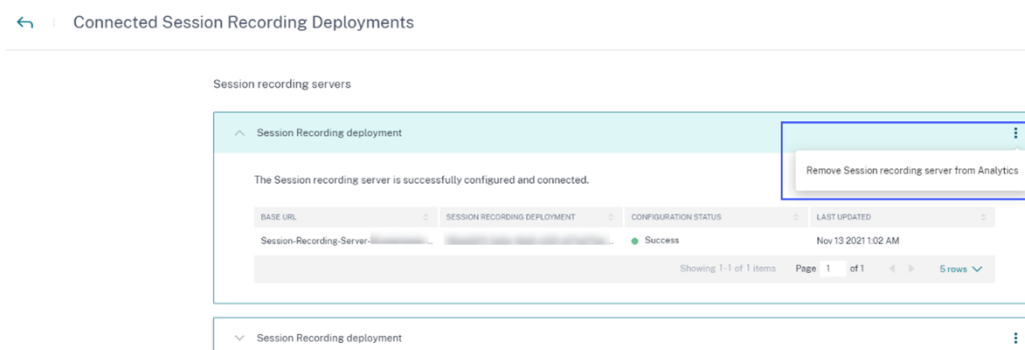 Connected Session Recording Deployments
Session recording servers
Session Recording deployment
Remove Session recording server from Analytics
The Session recording server is successfully configured and connected.
BASE URL SESSION RECORDING DEPLOYMENT CONFIGURATION STATUS LAST UPDATED
Session-Recording-Server- ... ... Success Nov 13 2021 1:02 AM
Showing 1-1 of 1 items Page 1 of 1 5 rows
Session Recording deployment